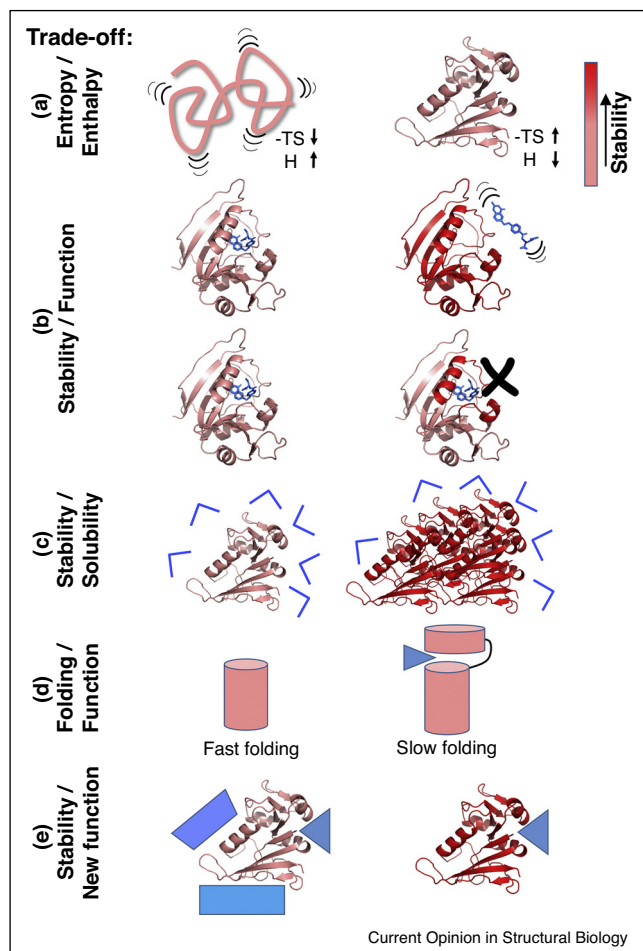 Trade-off:
(a)
Entropy /
Enthalpy
-TS ↓
H ↑
-TS ↑
H ↓
Stability
(b)
Stability / Function
(c)
Stability /
Solubility
(d)
Folding /
Function
Fast folding
Slow folding
(e)
Stability /
New function
Current Opinion in Structural Biology